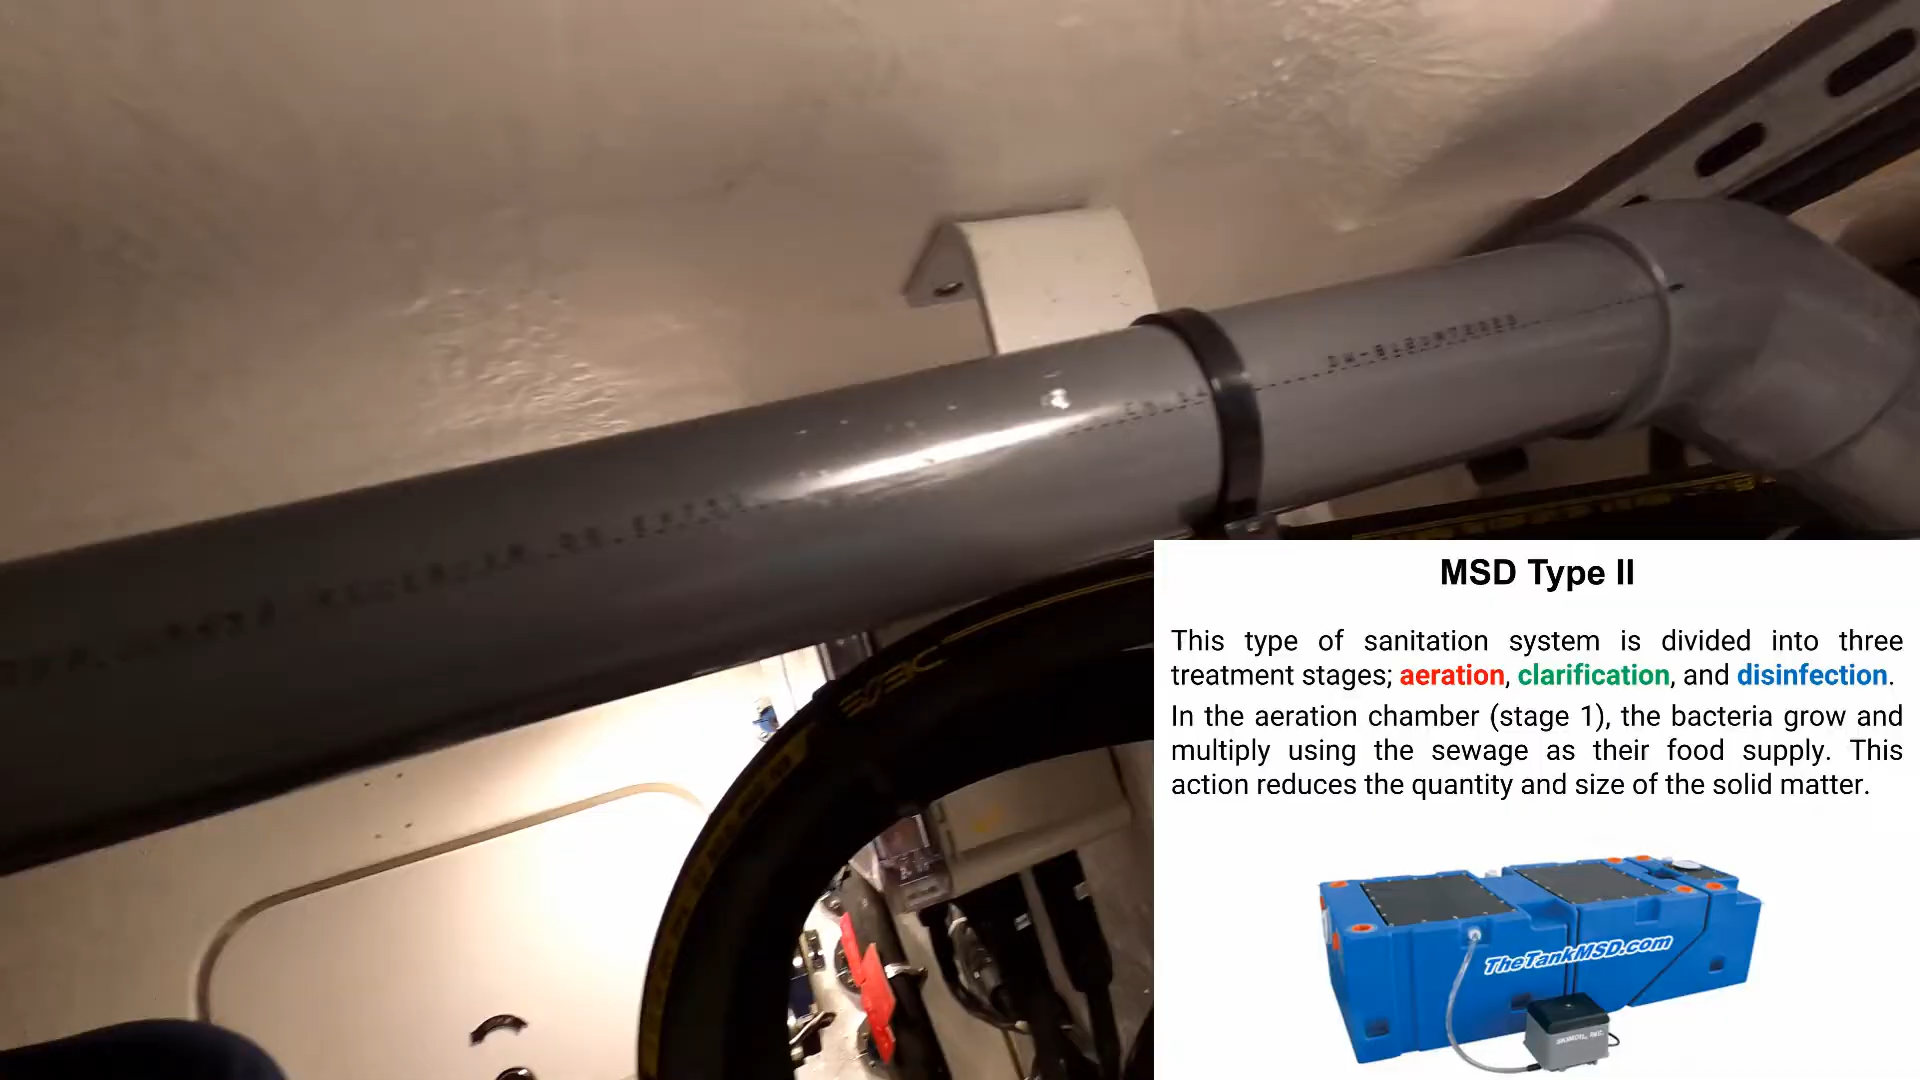 MSD Type II
This type of sanitation system is divided into three
treatment stages; aeration, clarification, and disinfection.
In the aeration chamber (stage 1), the bacteria grow and
multiply using the sewage as their food supply. This
action reduces the quantity and size of the solid matter.
TheTankMSD.com